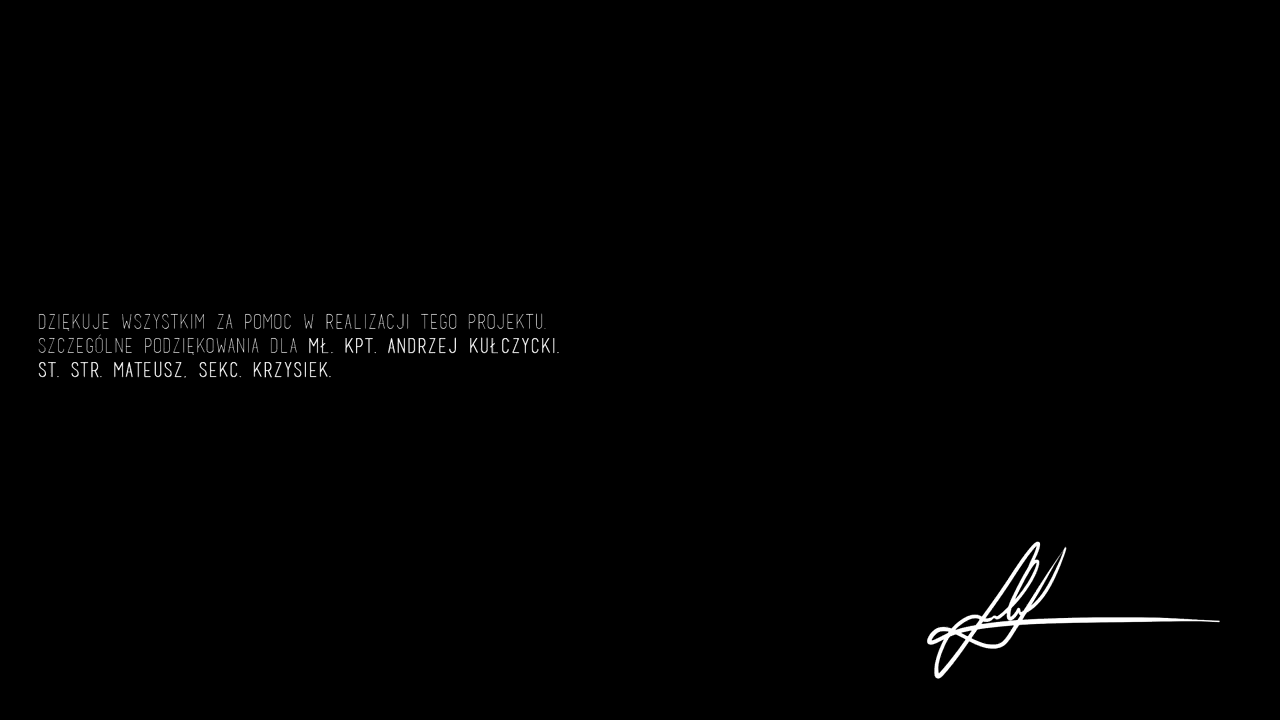 DZIĘKUJE WSZYSTKIM ZA POMOC W REALIZACJI TEGO PROJEKTU.
SZCZEGÓLNE PODZIĘKOWANIA DLA MŁ. KPT. ANDRZEJ KUŁCZYCKI.
ST. STR. MATEUSZ, SEKC. KRZYSIEK.